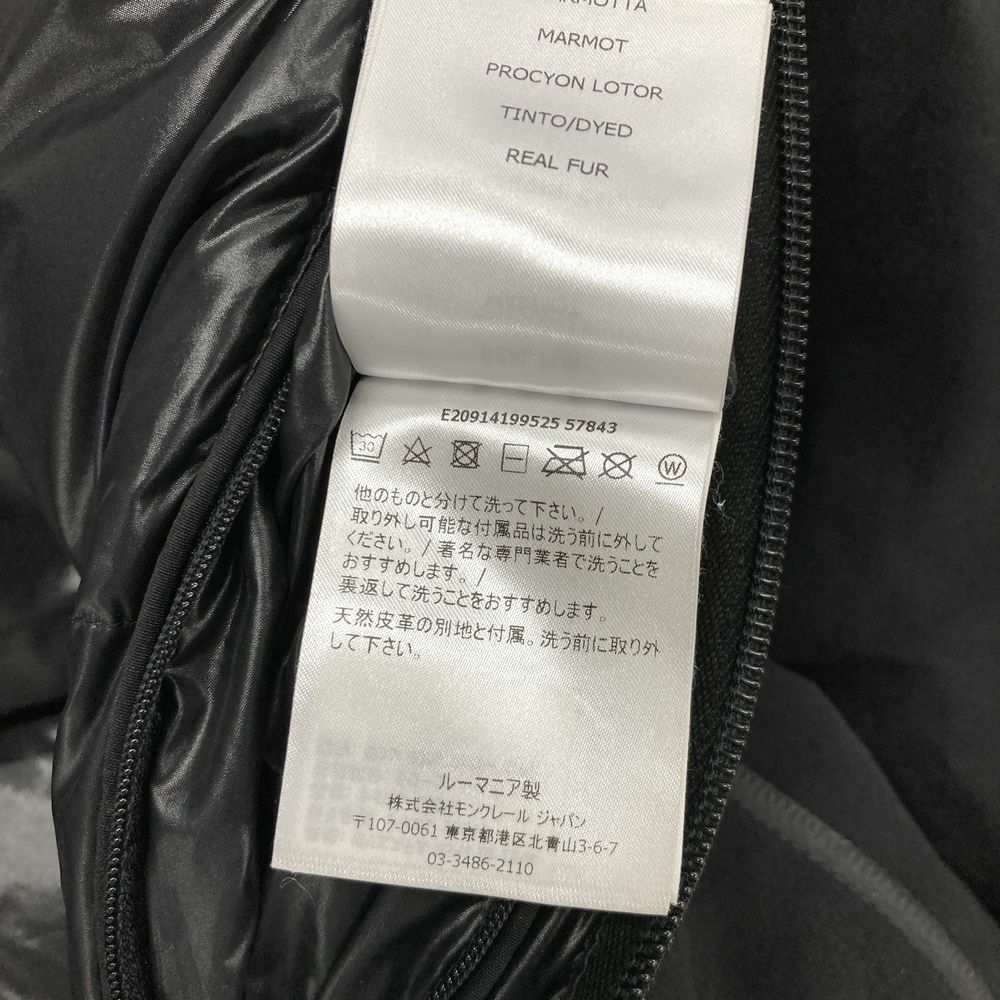 MARMOT
PROCYON LOTOR
TINTO/DYED
REAL FUR
E20914199525 57843
30
W
他のものと分けて洗って下さい。/
取り外し可能な付属品は洗う前に外して
ください。/ 著名な専門業者で洗うことを
おすすめします。/
裏返して洗うことをおすすめします。
天然皮革の別地と付属。洗う前に取り外
して下さい。
ルーマニア製
株式会社モンクレール ジャパン
〒107-0061 東京都港区北青山3-6-7
03-3486-2110